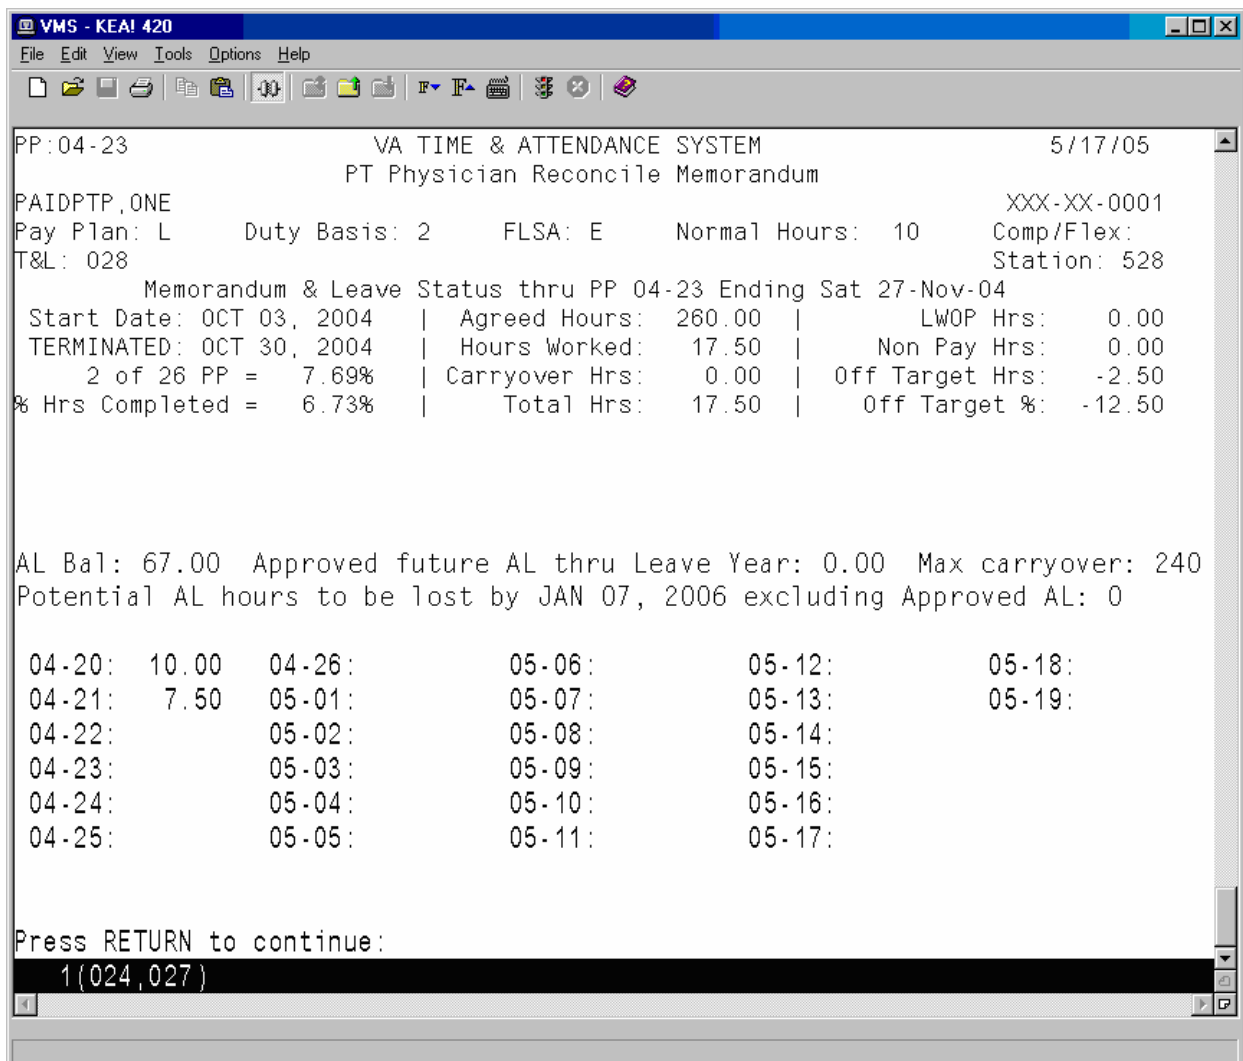 VMS - KEA! 420
File Edit View Tools Options Help
PP:04-23 VA TIME & ATTENDANCE SYSTEM 5/17/05
PT Physician Reconcile Memorandum
PAIDPTP,ONE XXX-XX-0001
Pay Plan: L Duty Basis: 2 FLSA: E Normal Hours: 10 Comp/Flex:
T&L: 028 Station: 528
Memorandum & Leave Status thru PP 04-23 Ending Sat 27-Nov-04
Start Date: OCT 03, 2004 | Agreed Hours: 260.00 | LWOP Hrs: 0.00
TERMINATED: OCT 30, 2004 | Hours Worked: 17.50 | Non Pay Hrs: 0.00
2 of 26 PP = 7.69% | Carryover Hrs: 0.00 | Off Target Hrs: -2.50
% Hrs Completed = 6.73% | Total Hrs: 17.50 | Off Target %: -12.50
AL Bal: 67.00 Approved future AL thru Leave Year: 0.00 Max carryover: 240
Potential AL hours to be lost by JAN 07, 2006 excluding Approved AL: 0
04-20: 10.00 04-26: 05-06: 05-12: 05-18:
04-21: 7.50 05-01: 05-07: 05-13: 05-19:
04-22: 05-02: 05-08: 05-14:
04-23: 05-03: 05-09: 05-15:
04-24: 05-04: 05-10: 05-16:
04-25: 05-05: 05-11: 05-17:
Press RETURN to continue:
1(024,027)